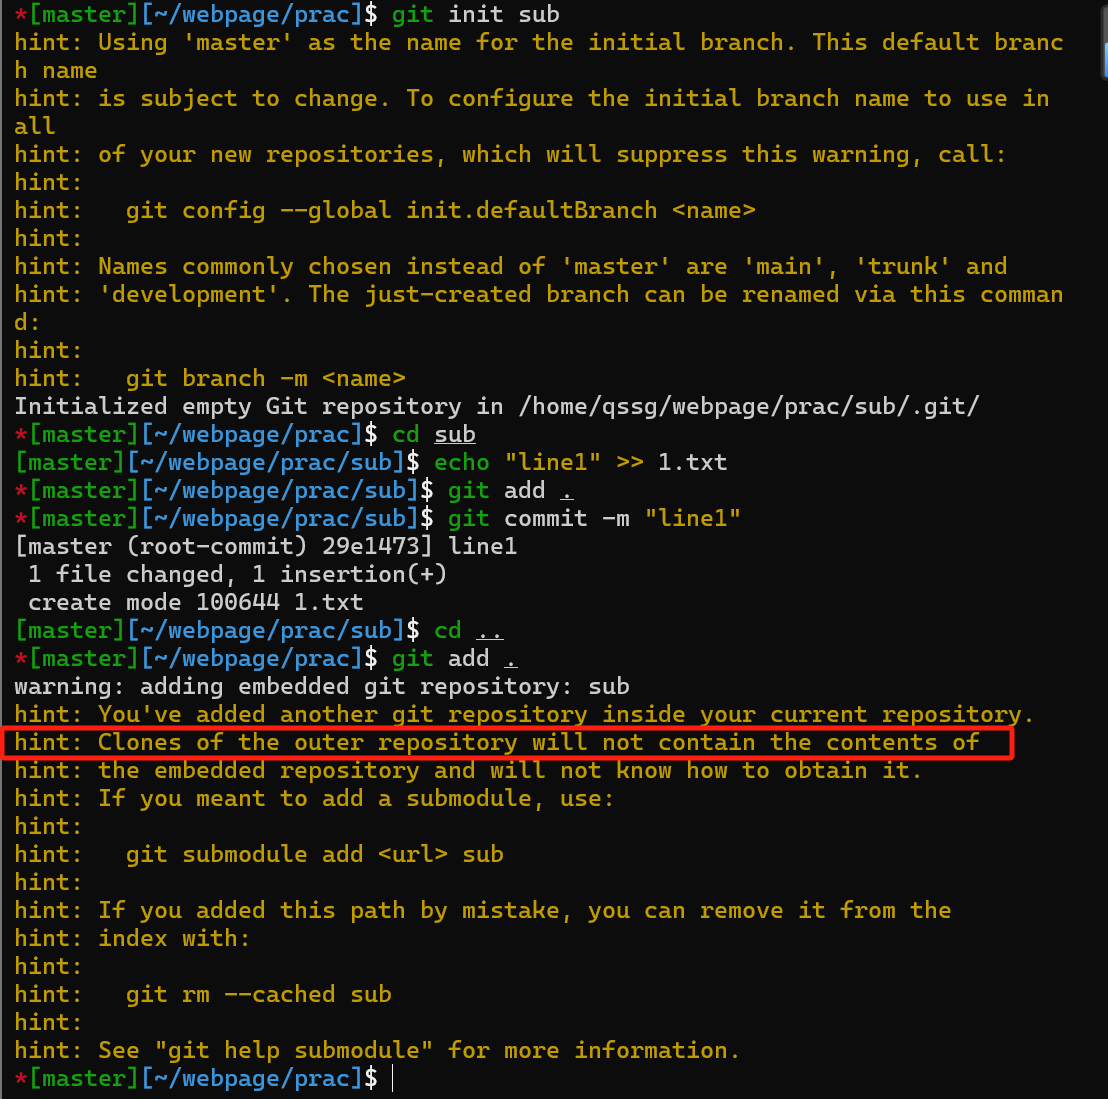 *[master][~/webpage/prac]$ git init sub
hint: Using 'master' as the name for the initial branch. This default branc
h name
hint: is subject to change. To configure the initial branch name to use in
all
hint: of your new repositories, which will suppress this warning, call:
hint:
hint:   git config --global init.defaultBranch <name>
hint:
hint: Names commonly chosen instead of 'master' are 'main', 'trunk' and
hint: 'development'. The just-created branch can be renamed via this comman
d:
hint:
hint:   git branch -m <name>
Initialized empty Git repository in /home/qssg/webpage/prac/sub/.git/
*[master][~/webpage/prac]$ cd sub
[master][~/webpage/prac/sub]$ echo "line1" >> 1.txt
*[master][~/webpage/prac/sub]$ git add .
*[master][~/webpage/prac/sub]$ git commit -m "line1"
[master (root-commit) 29e1473] line1
 1 file changed, 1 insertion(+)
 create mode 100644 1.txt
[master][~/webpage/prac/sub]$ cd ..
*[master][~/webpage/prac]$ git add .
warning: adding embedded git repository: sub
hint: You've added another git repository inside your current repository.
hint: Clones of the outer repository will not contain the contents of
hint: the embedded repository and will not know how to obtain it.
hint: If you meant to add a submodule, use:
hint:
hint:   git submodule add <url> sub
hint:
hint: If you added this path by mistake, you can remove it from the
hint: index with:
hint:
hint:   git rm --cached sub
hint:
hint: See "git help submodule" for more information.
*[master][~/webpage/prac]$